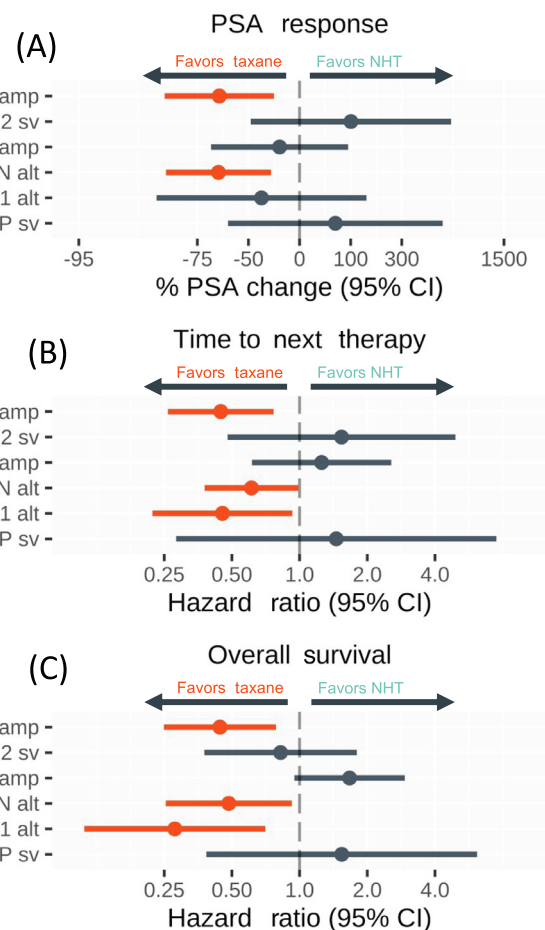 PSA response
(A)
Favors taxane Favors NHT
amp
2 sv
amp
N alt
1 alt
P sv
-95 -75 -50 0 100 300 1500
% PSA change (95% CI)
Time to next therapy
(B)
Favors taxane Favors NHT
amp
2 sv
amp
N alt
1 alt
P sv
0.25 0.50 1.0 2.0 4.0
Hazard ratio (95% CI)
Overall survival
(C)
Favors taxane Favors NHT
amp
2 sv
amp
N alt
1 alt
P sv
0.25 0.50 1.0 2.0 4.0
Hazard ratio (95% CI)